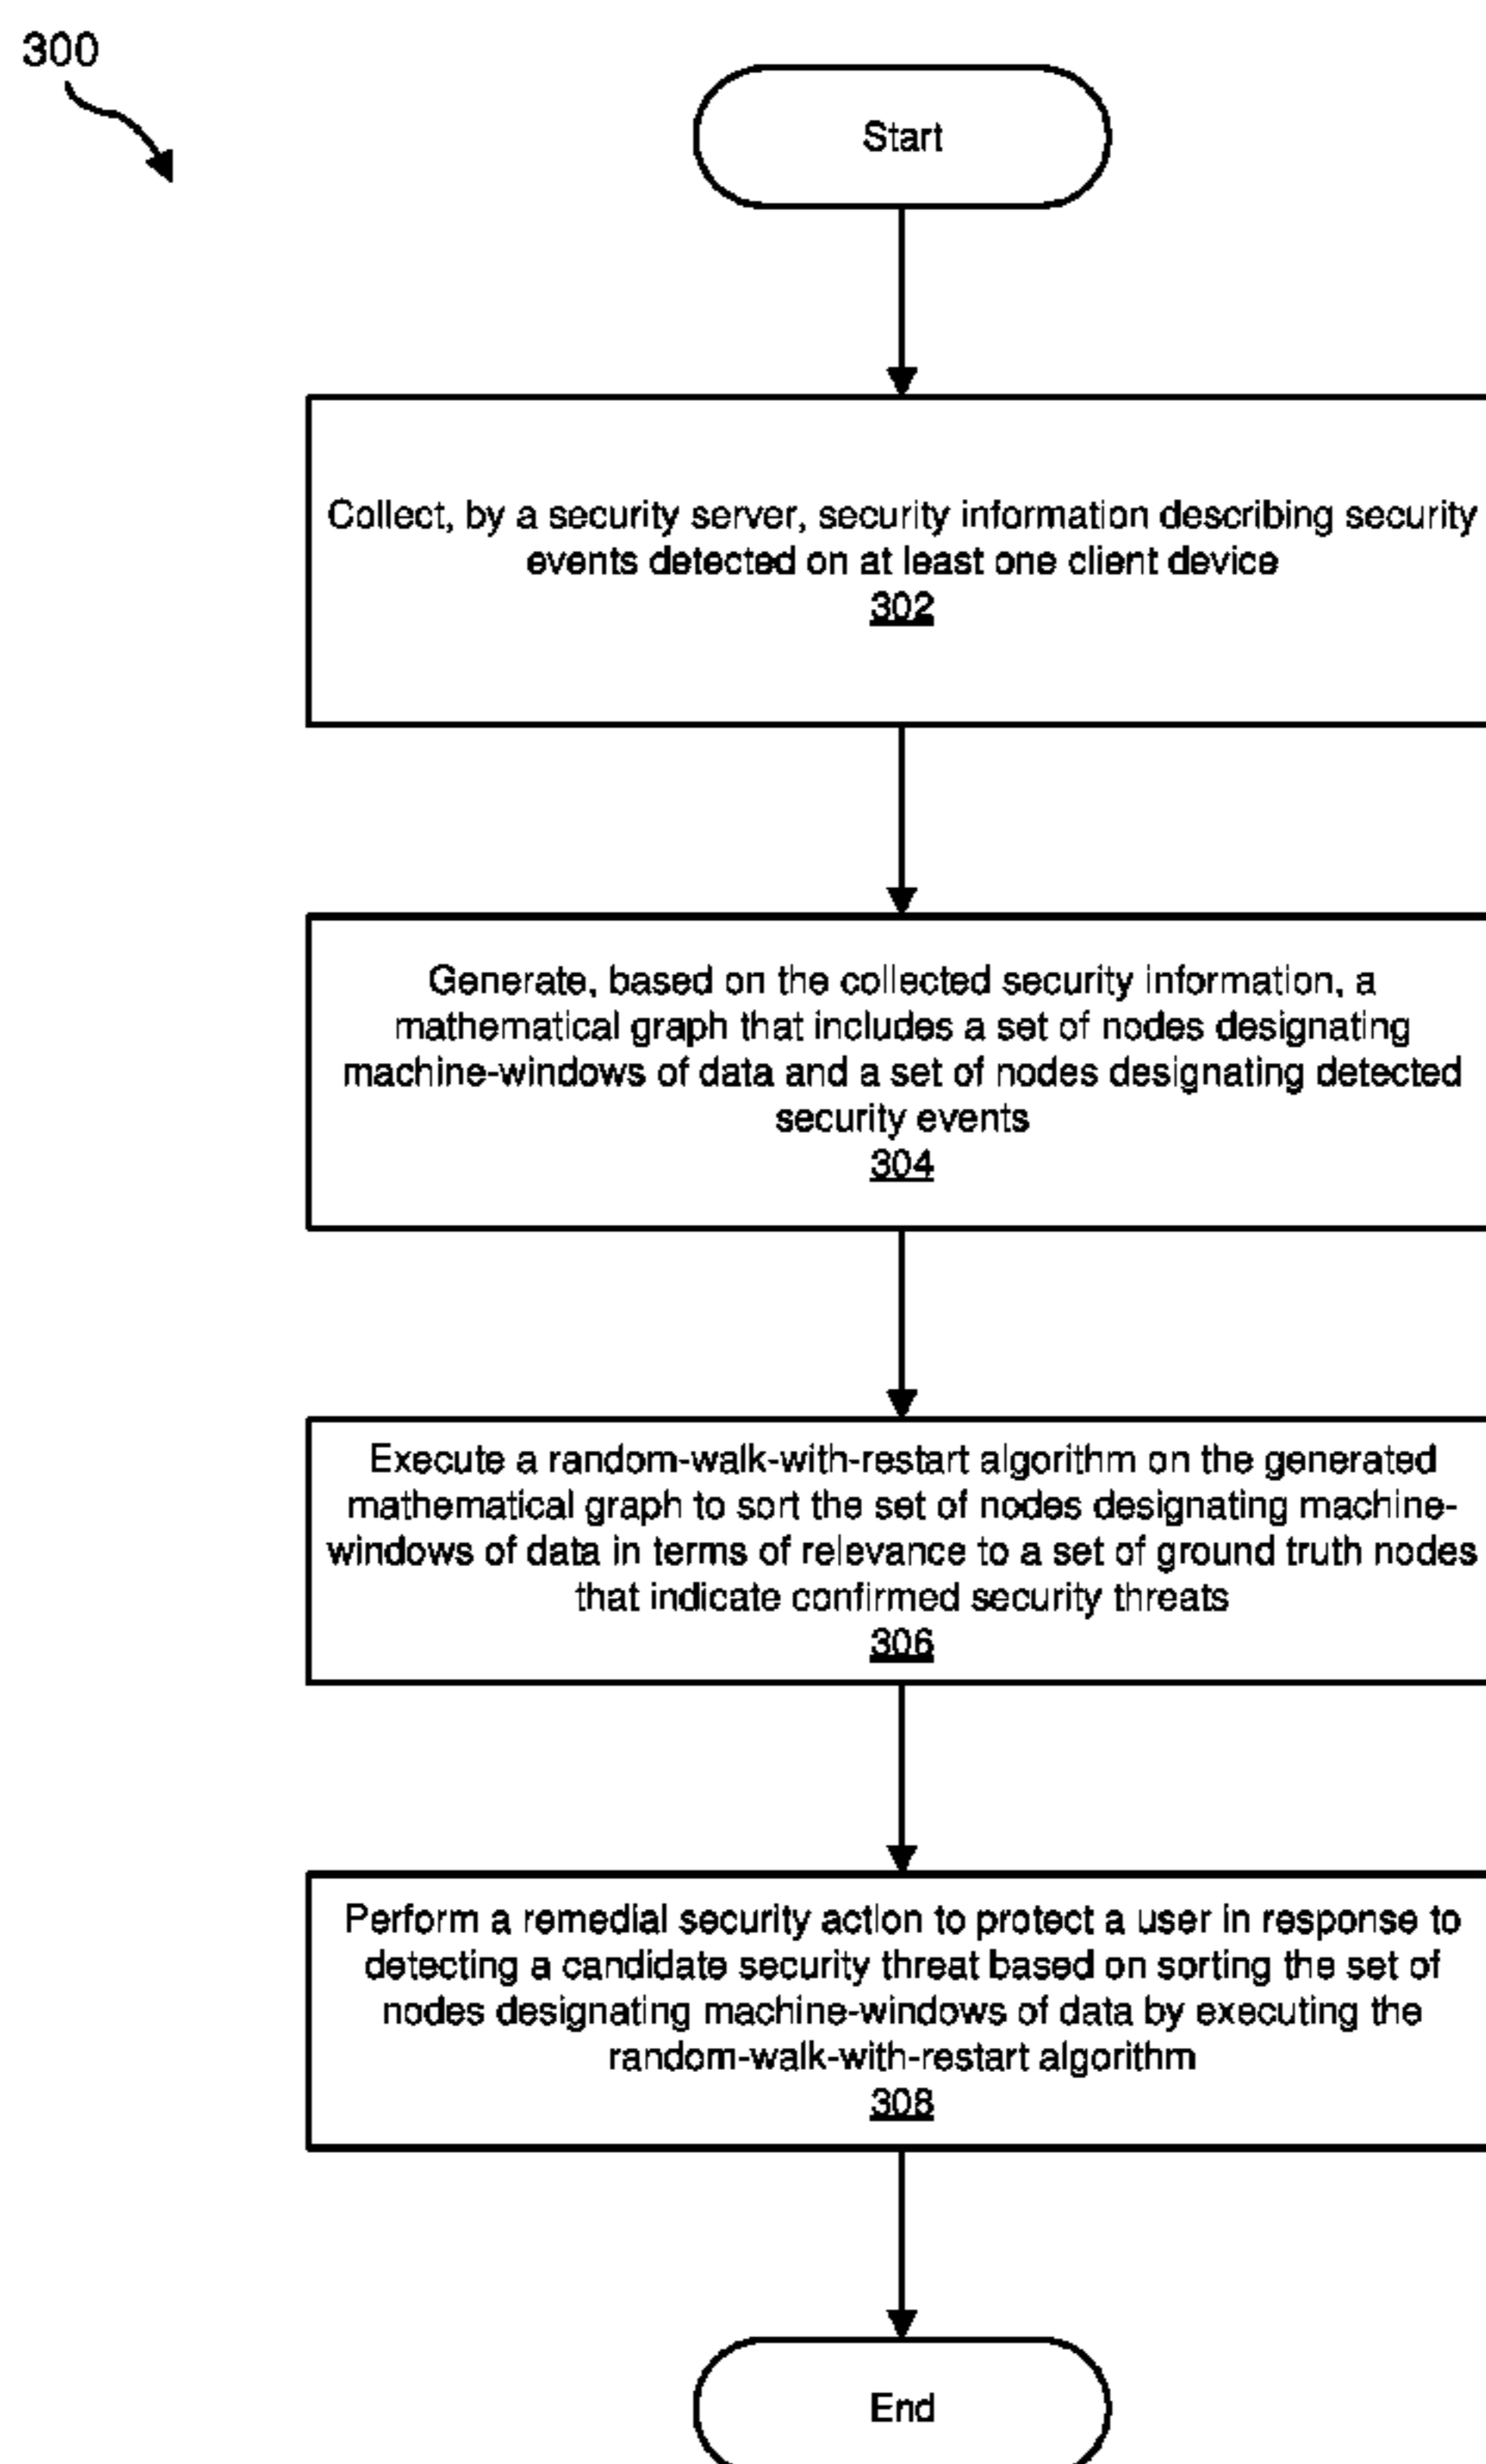 300
Start
Collect, by a security server, security information describing security
events detected on at least one client device
302
Generate, based on the collected security information, a
mathematical graph that includes a set of nodes designating
machine-windows of data and a set of nodes designating detected
security events
304
Execute a random-walk-with-restart algorithm on the generated
mathematical graph to sort the set of nodes designating machine-
windows of data in terms of relevance to a set of ground truth nodes
that indicate confirmed security threats
306
Perform a remedial security action to protect a user in response to
detecting a candidate security threat based on sorting the set of
nodes designating machine-windows of data by executing the
random-walk-with-restart algorithm
308
End